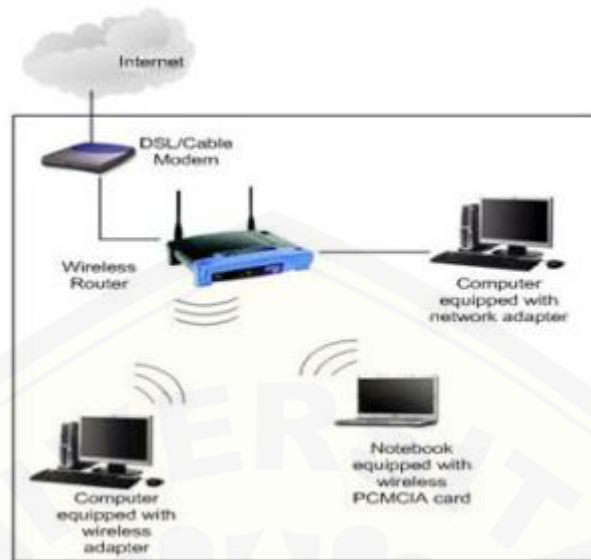 Internet
DSL/Cable
Modem
Wireless
Router
Computer
equipped with
network adapter
Notebook
equipped with
wireless
PCMCIA card
Computer
equipped with
wireless
adapter